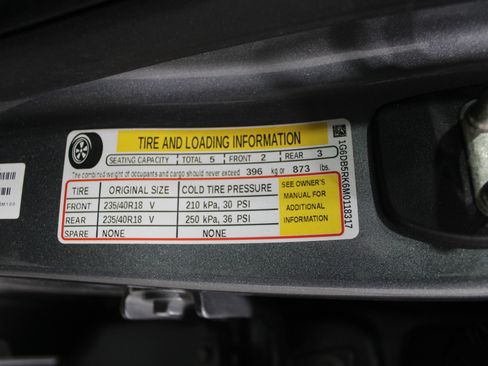 TIRE AND LOADING INFORMATION
SEATING CAPACITY TOTAL 5 FRONT 2 REAR 3
The combined weight of occupants and cargo should never exceed 396 kg or 873 lbs.
TIRE ORIGINAL SIZE COLD TIRE PRESSURE
FRONT 235/40R18 V 210 kPa, 30 PSI
REAR 235/40R18 V 250 kPa, 36 PSI
SPARE NONE NONE
SEE OWNER'S
MANUAL FOR
ADDITIONAL
INFORMATION
1G6DB5RK6M0118317